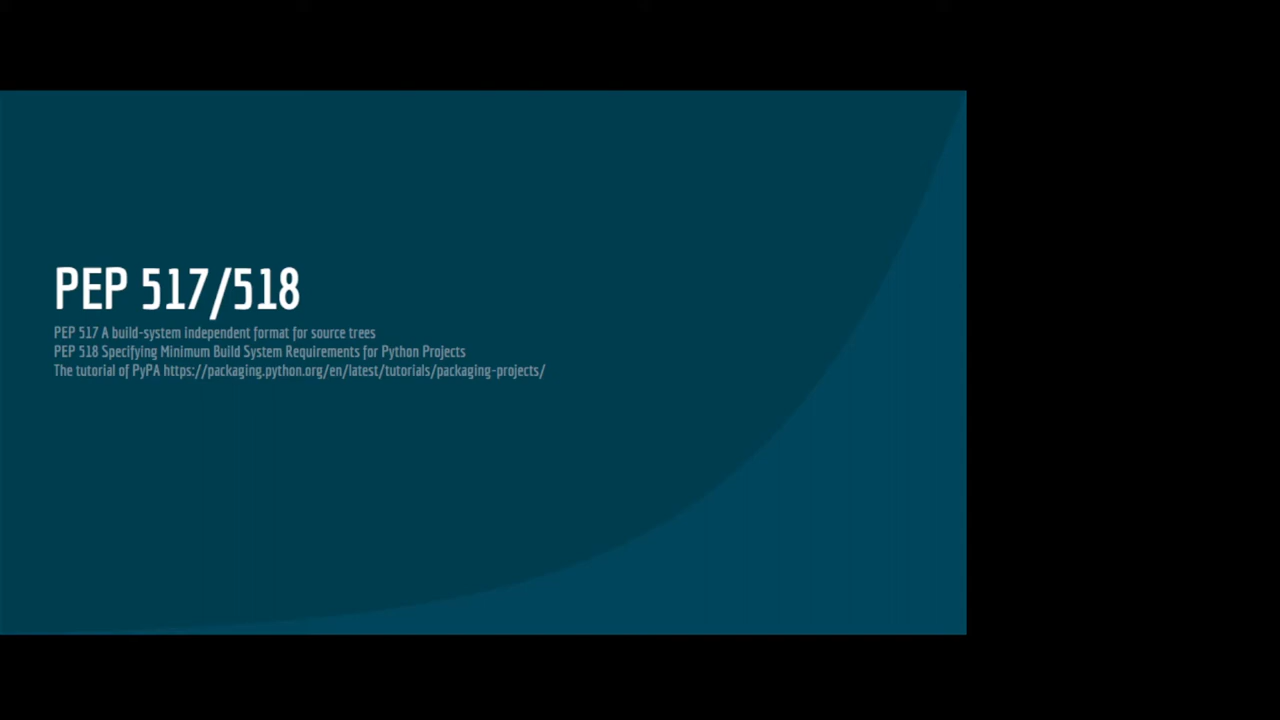 PEP 517/518
PEP 517 A build-system independent format for source trees
PEP 518 Specifying Minimum Build System Requirements for Python Projects
The tutorial of PyPA https://packaging.python.org/en/latest/tutorials/packaging-projects/